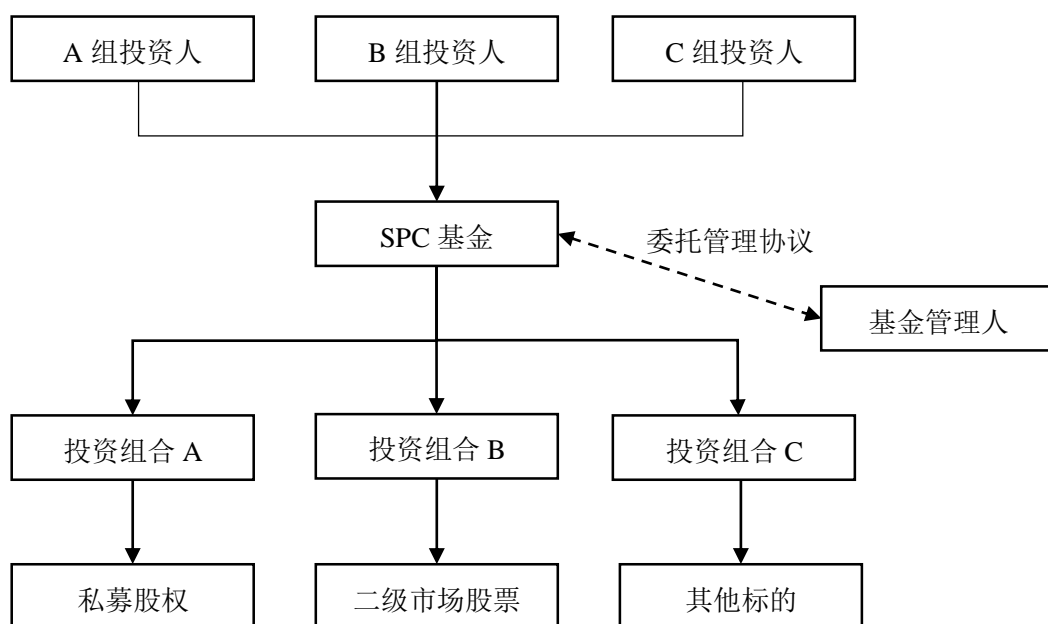 A 组投资人
B 组投资人
C 组投资人
SPC 基金
委托管理协议
基金管理人
投资组合 A
投资组合 B
投资组合 C
私募股权
二级市场股票
其他标的